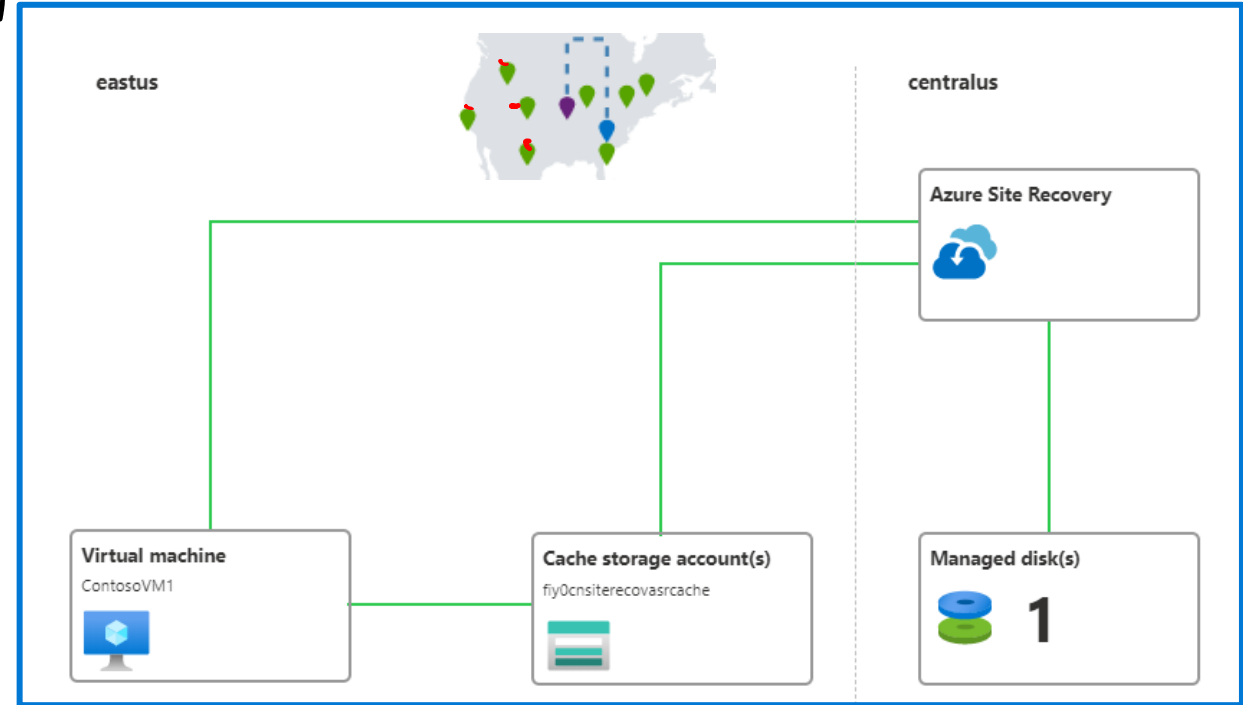 eastus
centralus
Azure Site Recovery
Virtual machine
ContosoVM1
Cache storage account(s)
fiy0cnsiterecovasrcache
Managed disk(s)
1